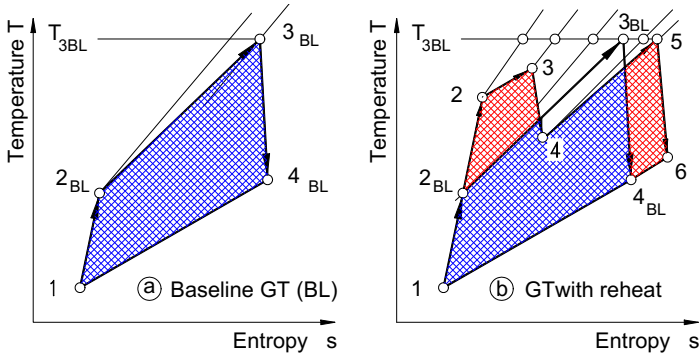 Temperature T
T3BL
3 BL
2BL
4 BL
1
a Baseline GT (BL)
Entropy s
Temperature T
T3BL
3BL
5
3
2
4
6
2BL
4BL
1
b GTwith reheat
Entropy s